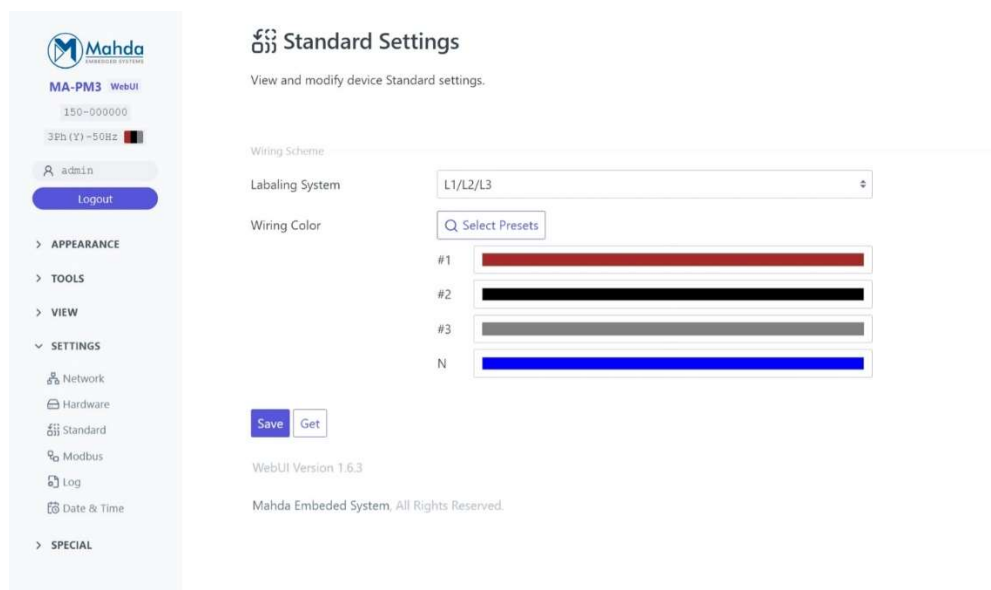 Mahda
EMBEDDED SYSTEMS
MA-PM3 WebUI
150-000000
3Ph(Y)-50Hz
admin
Logout
APPEARANCE
TOOLS
VIEW
SETTINGS
Network
Hardware
Standard
Modbus
Log
Date & Time
SPECIAL
Standard Settings
View and modify device Standard settings.
Wiring Scheme
Labaling System L1/L2/L3
Wiring Color Select Presets
#1
#2
#3
N
Save Get
WebUI Version 1.6.3
Mahda Embeded System, All Rights Reserved.